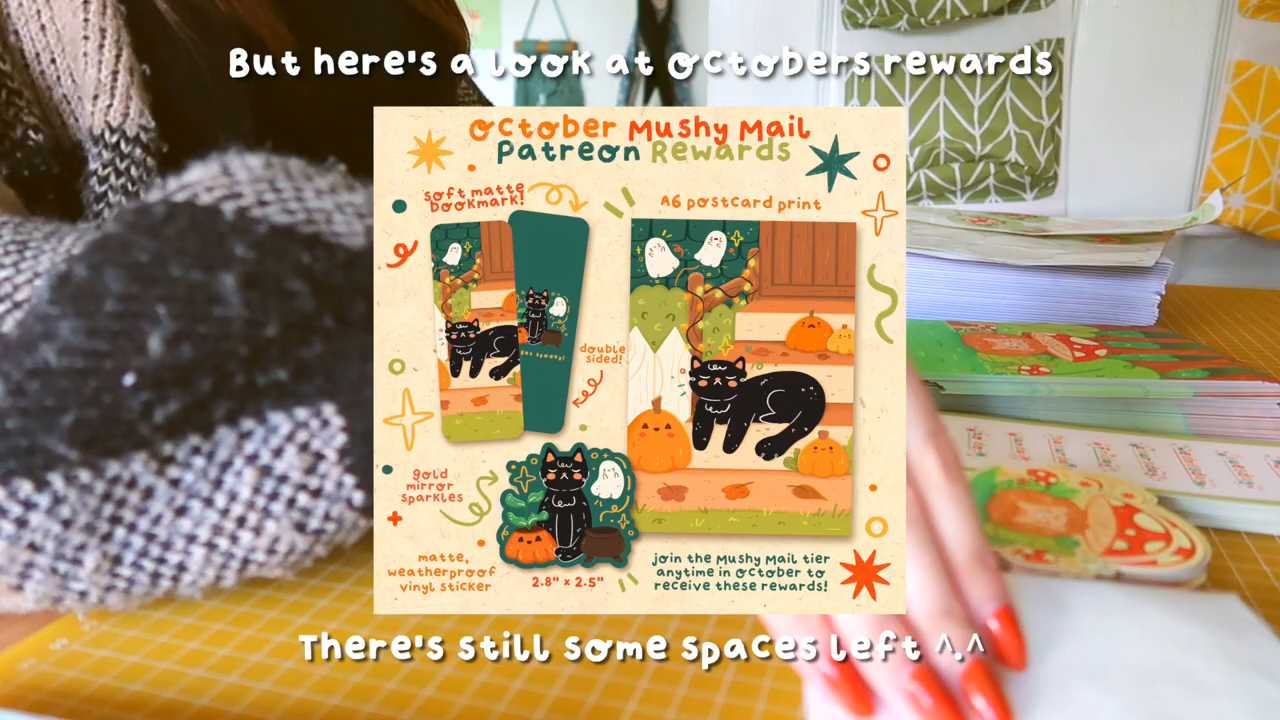 But here's a look at octobers rewards
October Mushy Mail
Patreon Rewards
soft matte
bookmark!
A6 postcard print
double
sided!
gold
mirror
sparkles
matte,
weatherproof
vinyl sticker
2.8" x 2.5"
join the Mushy Mail tier
anytime in October to
receive these rewards!
There's still some spaces left ^.^